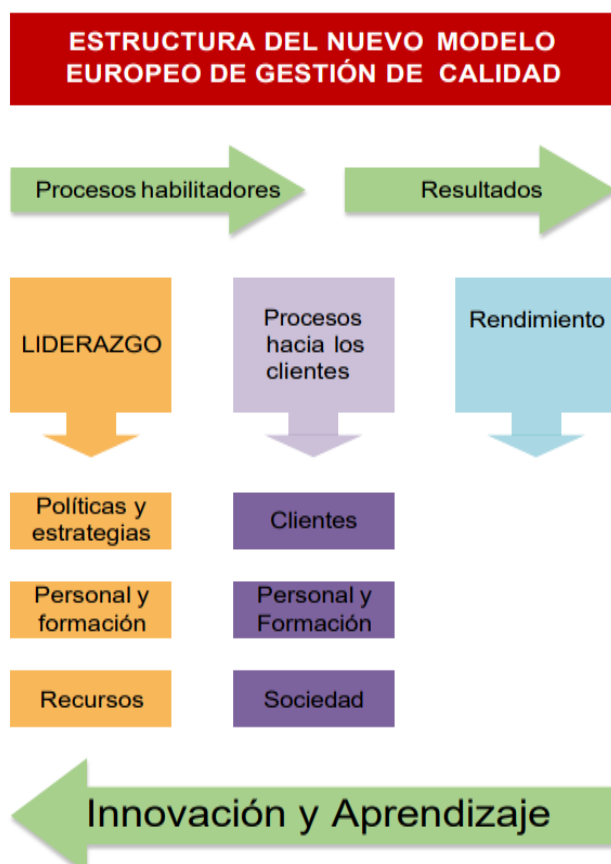 ESTRUCTURA DEL NUEVO MODELO
EUROPEO DE GESTIÓN DE CALIDAD
Procesos habilitadores
Resultados
LIDERAZGO
Procesos
hacia los
clientes
Rendimiento
Políticas y
estrategias
Clientes
Personal y
formación
Personal y
Formación
Recursos
Sociedad
Innovación y Aprendizaje